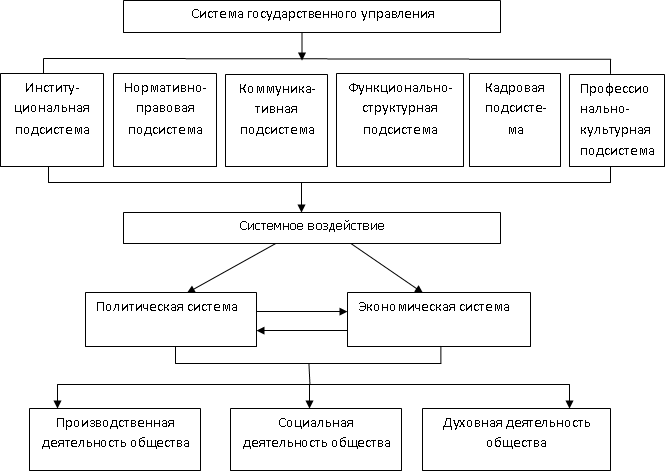 Система государственного управления
Институ-
циональная
подсистема
Нормативно-
правовая
подсистема
Коммуника-
тивная
подсистема
Функционально-
структурная
подсистема
Кадровая
подсисте-
ма
Профессио
нально-
культурная
подсистема
Системное воздействие
Политическая система
Экономическая система
Производственная
деятельность общества
Социальная
деятельность общества
Духовная деятельность
общества